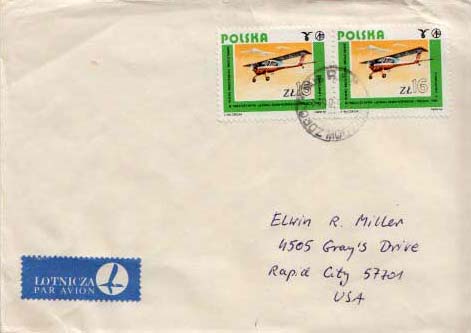 POLSKA
POLSKA
16 ZŁ
16 ZŁ
Elwin R. Miller
4505 Gray's Drive
Rapid City 57701
USA
LOTNICZA
PAR AVION